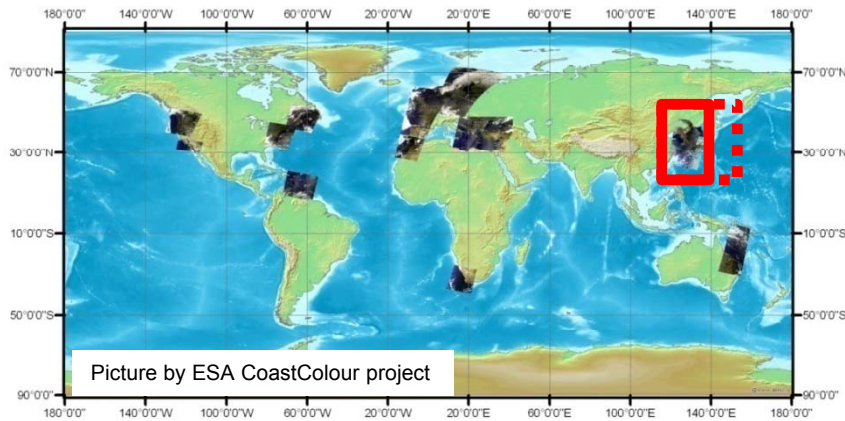 180°0'0" 140°0'0"W 100°0'0"W 60°0'0"W 20°0'0"W 20°0'0"E 60°0'0"E 100°0'0"E 140°0'0"E 180°0'0"
70°0'0"N 70°0'0"N
30°0'0"N 30°0'0"N
10°0'0"S 10°0'0"S
50°0'0"S 50°0'0"S
Picture by ESA CoastColour project
90°0'0" 90°0'0"
180°0'0" 140°0'0"W 100°0'0"W 60°0'0"W 20°0'0"W 20°0'0"E 60°0'0"E 100°0'0"E 140°0'0"E 180°0'0"